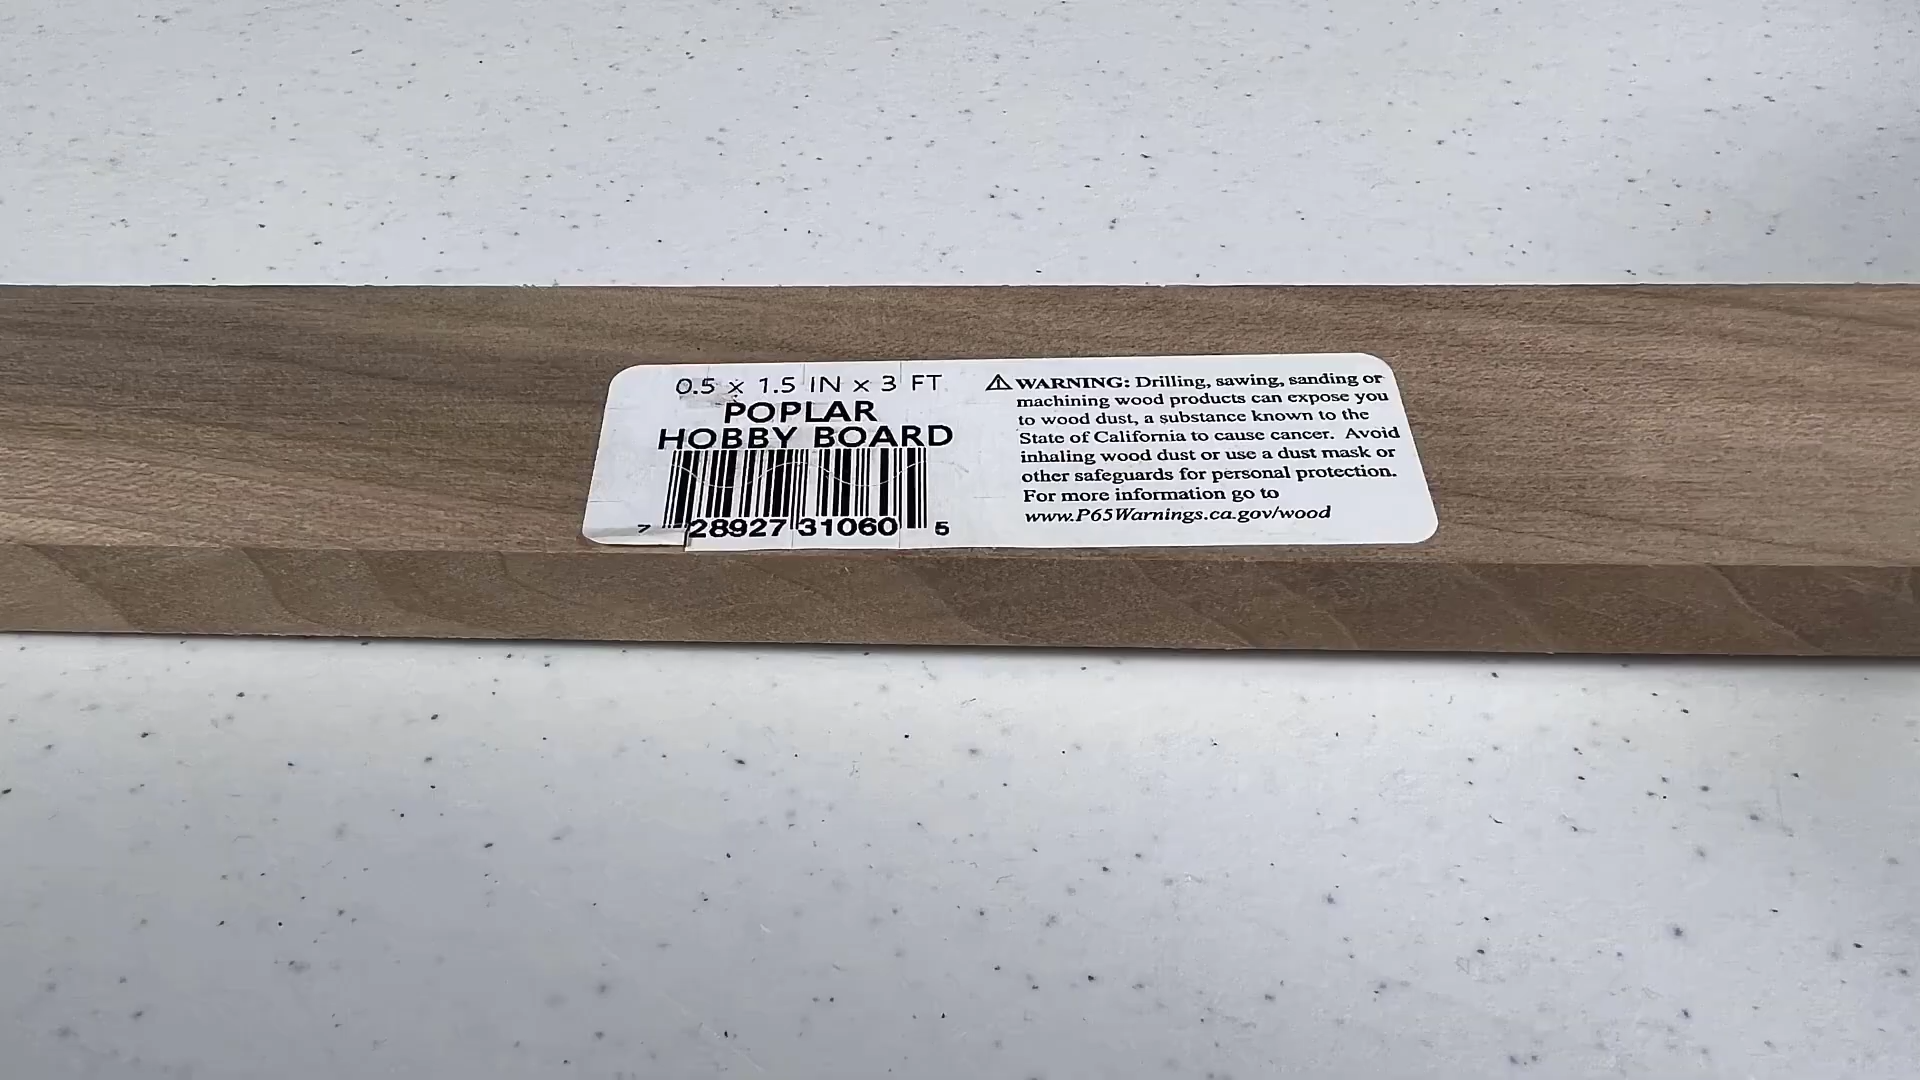 0.5 x 1.5 IN x 3 FT
POPLAR
HOBBY BOARD
7 28927 31060 5
⚠ WARNING: Drilling, sawing, sanding or
machining wood products can expose you
to wood dust, a substance known to the
State of California to cause cancer. Avoid
inhaling wood dust or use a dust mask or
other safeguards for personal protection.
For more information go to
www.P65Warnings.ca.gov/wood